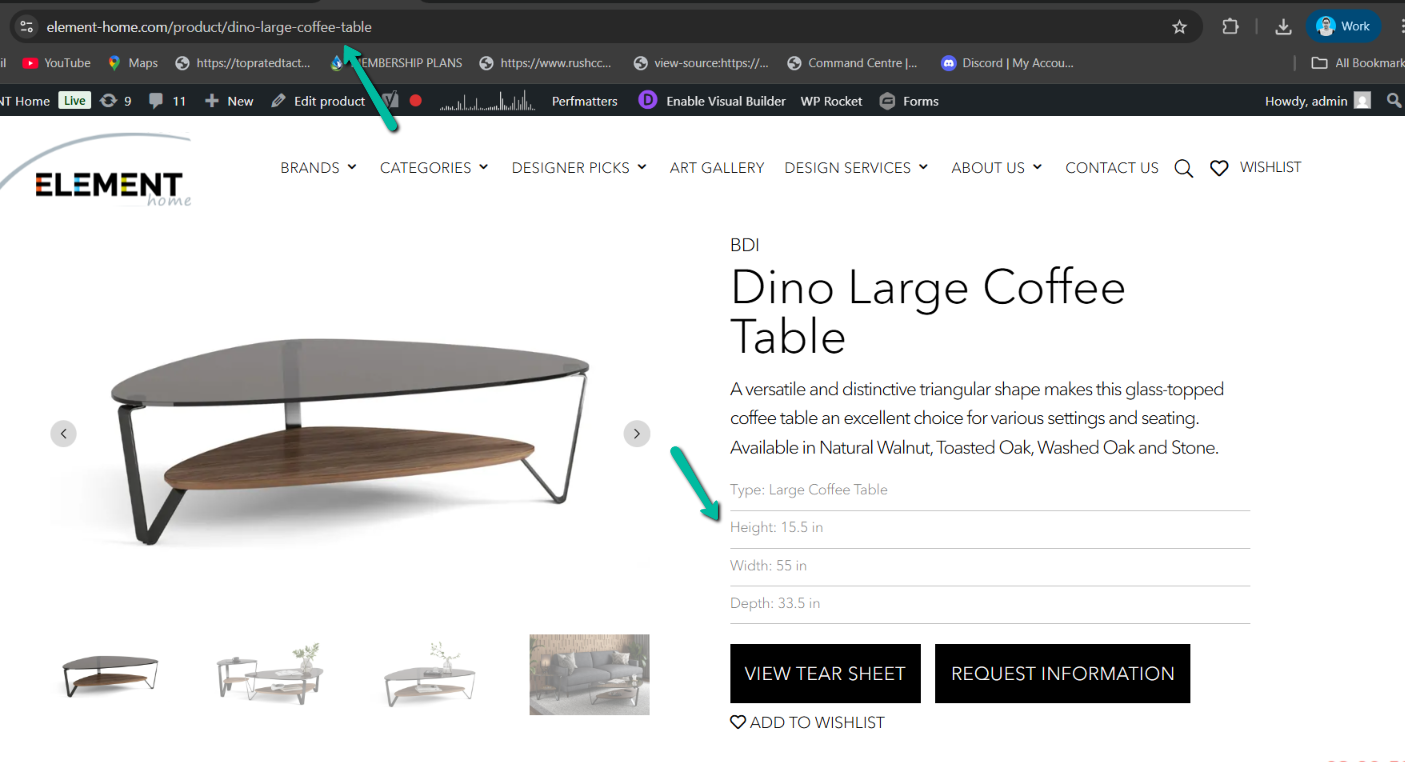 element-home.com/product/dino-large-coffee-table
Work
il YouTube Maps https://topratedtact... MEMBERSHIP PLANS https://www.rushcc... view-source:https://... Command Centre |... Discord | My Accou... All Bookmark
NT Home Live 9 11 New Edit product Perfmatters D Enable Visual Builder WP Rocket Forms Howdy, admin
ELEMENT
home
BRANDS CATEGORIES DESIGNER PICKS ART GALLERY DESIGN SERVICES ABOUT US CONTACT US WISHLIST
BDI
Dino Large Coffee
Table
A versatile and distinctive triangular shape makes this glass-topped
coffee table an excellent choice for various settings and seating.
Available in Natural Walnut, Toasted Oak, Washed Oak and Stone.
Type: Large Coffee Table
Height: 15.5 in
Width: 55 in
Depth: 33.5 in
VIEW TEAR SHEET REQUEST INFORMATION
ADD TO WISHLIST